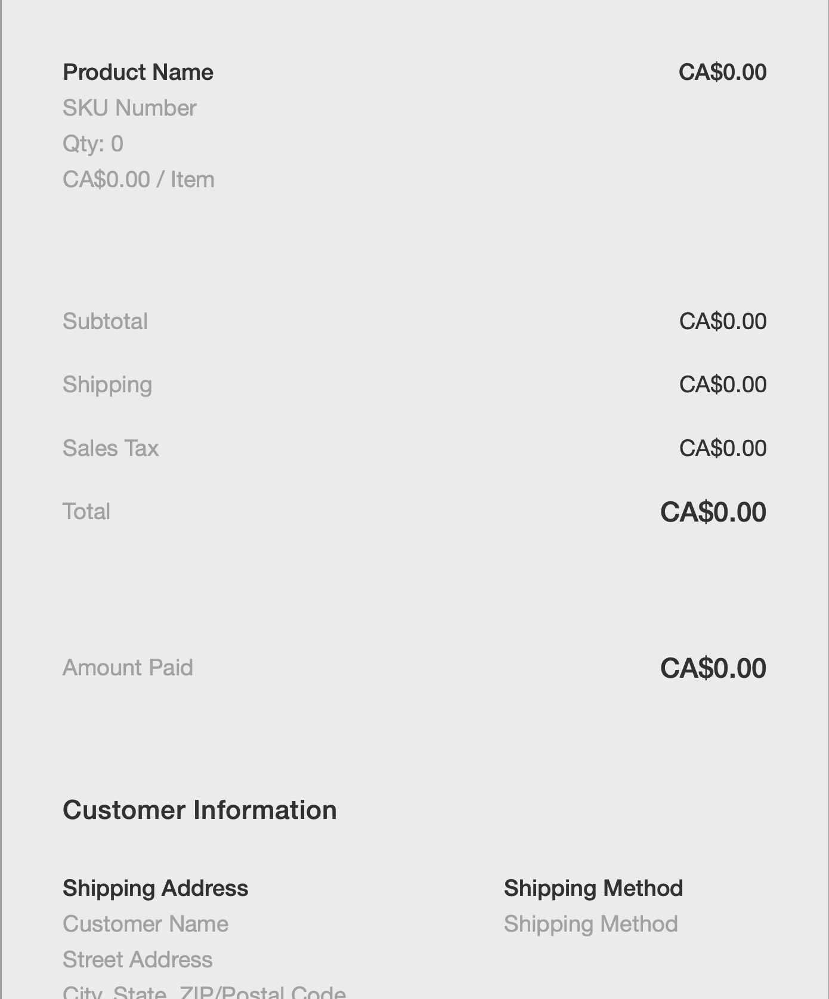 Product Name CA$0.00
SKU Number
Qty: 0
CA$0.00 / Item
Subtotal CA$0.00
Shipping CA$0.00
Sales Tax CA$0.00
Total CA$0.00
Amount Paid CA$0.00
Customer Information
Shipping Address Shipping Method
Customer Name Shipping Method
Street Address
City, State, ZIP/Postal Code